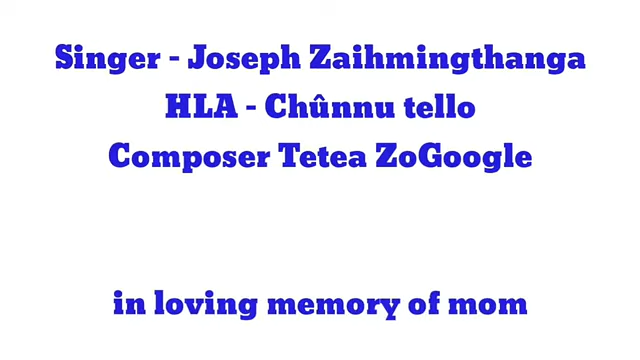 Singer - Joseph Zaihmingthanga
HLA - Chûnnu tello
Composer Tetea ZoGoogle
in loving memory of mom